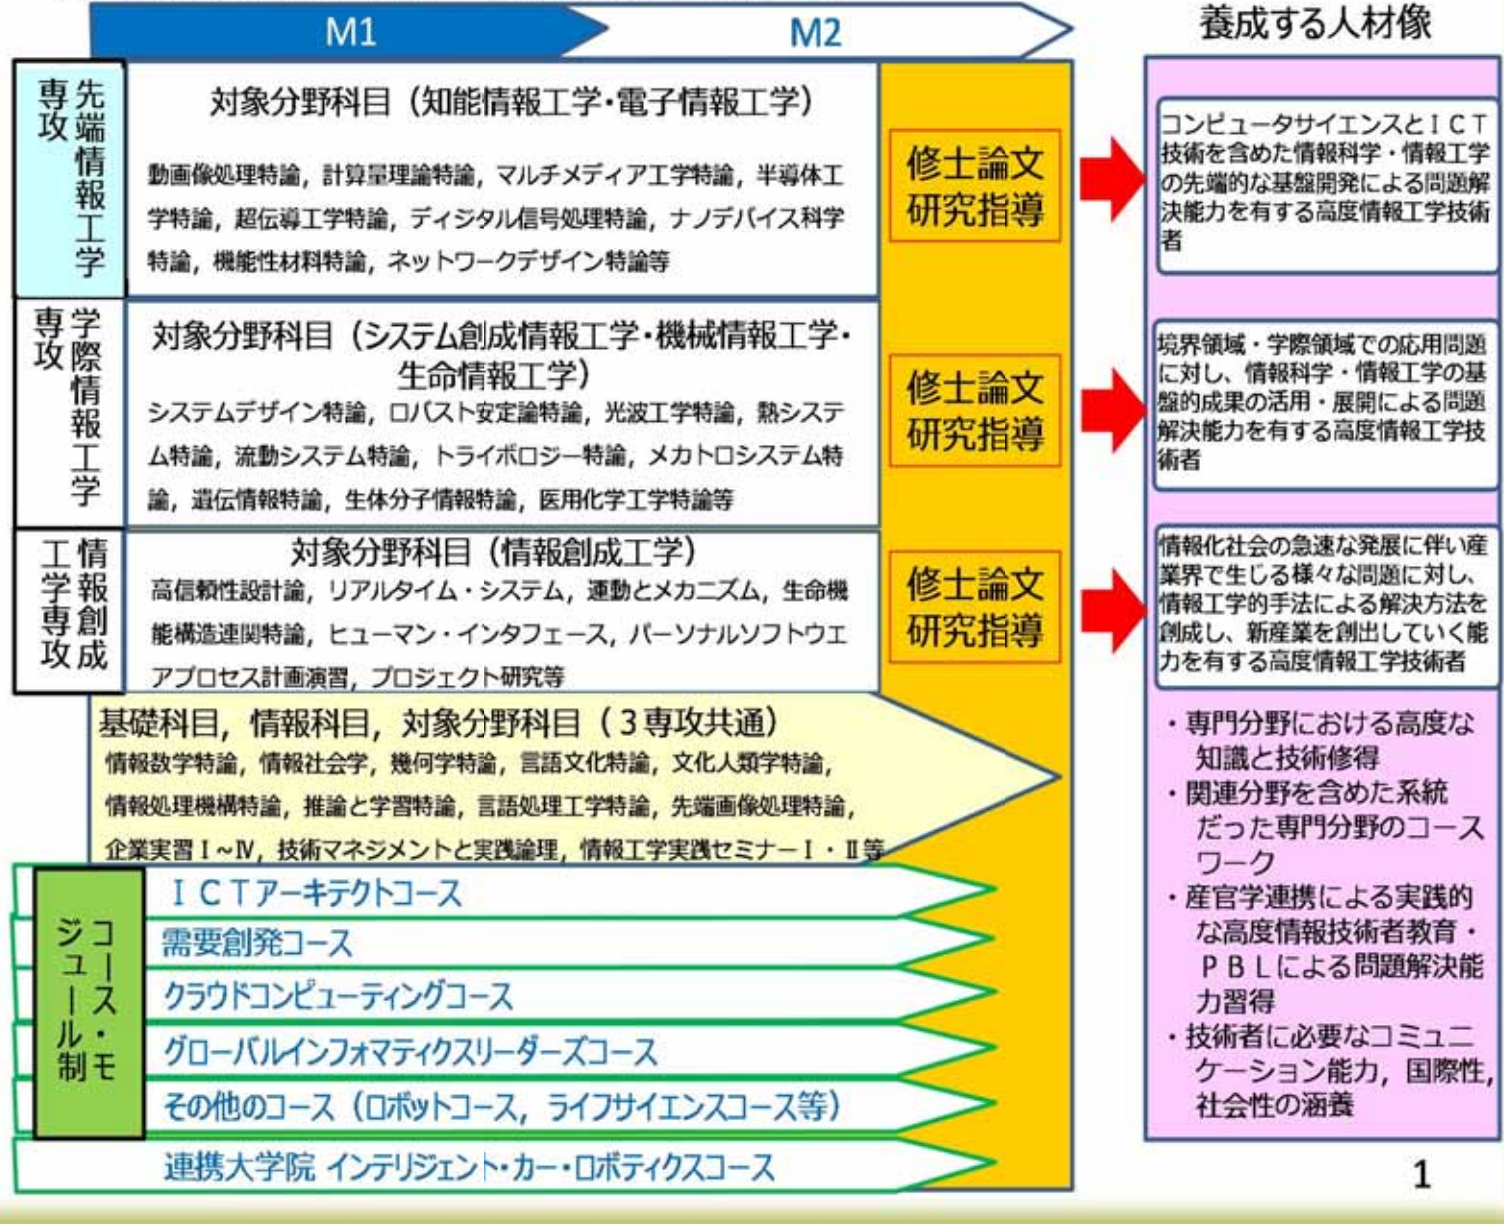 M1
M2
養成する人材像
先端情報工学
専攻
対象分野科目（知能情報工学・電子情報工学）
動画像処理特論，計算量理論特論，マルチメディア工学特論，半導体工
学特論，超伝導工学特論，ディジタル信号処理特論，ナノデバイス科学
特論，機能性材料特論，ネットワークデザイン特論等
修士論文
研究指導
コンピュータサイエンスとＩＣＴ
技術を含めた情報科学・情報工学
の先端的な基盤開発による問題解
決能力を有する高度情報工学技術
者
学際情報工学
専攻
対象分野科目（システム創成情報工学・機械情報工学・
生命情報工学）
システムデザイン特論，ロバスト安定論特論，光波工学特論，熱システ
ム特論，流動システム特論，トライボロジー特論，メカトロシステム特
論，遺伝情報特論，生体分子情報特論，医用化学工学特論等
修士論文
研究指導
境界領域・学際領域での応用問題
に対し、情報科学・情報工学の基
盤的成果の活用・展開による問題
解決能力を有する高度情報工学技
術者
情報創成
工学専攻
対象分野科目（情報創成工学）
高信頼性設計論，リアルタイム・システム，運動とメカニズム，生命機
能構造連関特論，ヒューマン・インタフェース，パーソナルソフトウエ
アプロセス計画演習，プロジェクト研究等
修士論文
研究指導
情報化社会の急速な発展に伴い産
業界で生じる様々な問題に対し、
情報工学的手法による解決方法を
創成し、新産業を創出していく能
力を有する高度情報工学技術者
基礎科目，情報科目，対象分野科目（３専攻共通）
情報数学特論，情報社会学，幾何学特論，言語文化特論，文化人類学特論，
情報処理機構特論，推論と学習特論，言語処理工学特論，先端画像処理特論，
企業実習Ⅰ~Ⅳ，技術マネジメントと実践論理，情報工学実践セミナーⅠ・Ⅱ等
コース・モ
ジュール制
ＩＣＴアーキテクトコース
需要創発コース
クラウドコンピューティングコース
グローバルインフォマティクスリーダーズコース
その他のコース（ロボットコース，ライフサイエンスコース等）
連携大学院 インテリジェント・カー・ロボティクスコース
・専門分野における高度な
知識と技術修得
・関連分野を含めた系統
だった専門分野のコース
ワーク
・産官学連携による実践的
な高度情報技術者教育・
ＰＢＬによる問題解決能
力習得
・技術者に必要なコミュニ
ケーション能力，国際性，
社会性の涵養
1